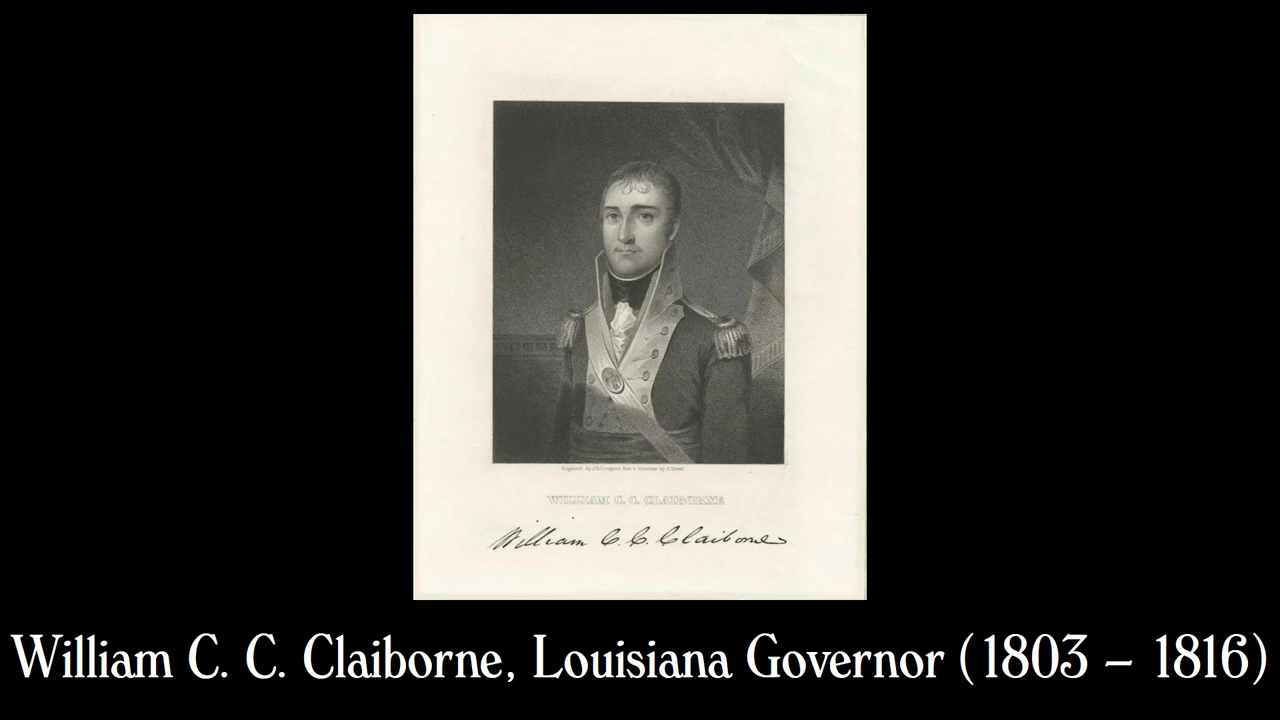 WILLIAM C. C. CLAIBORNE
William C. C. Claiborne
William C. C. Claiborne, Louisiana Governor (1803 – 1816)